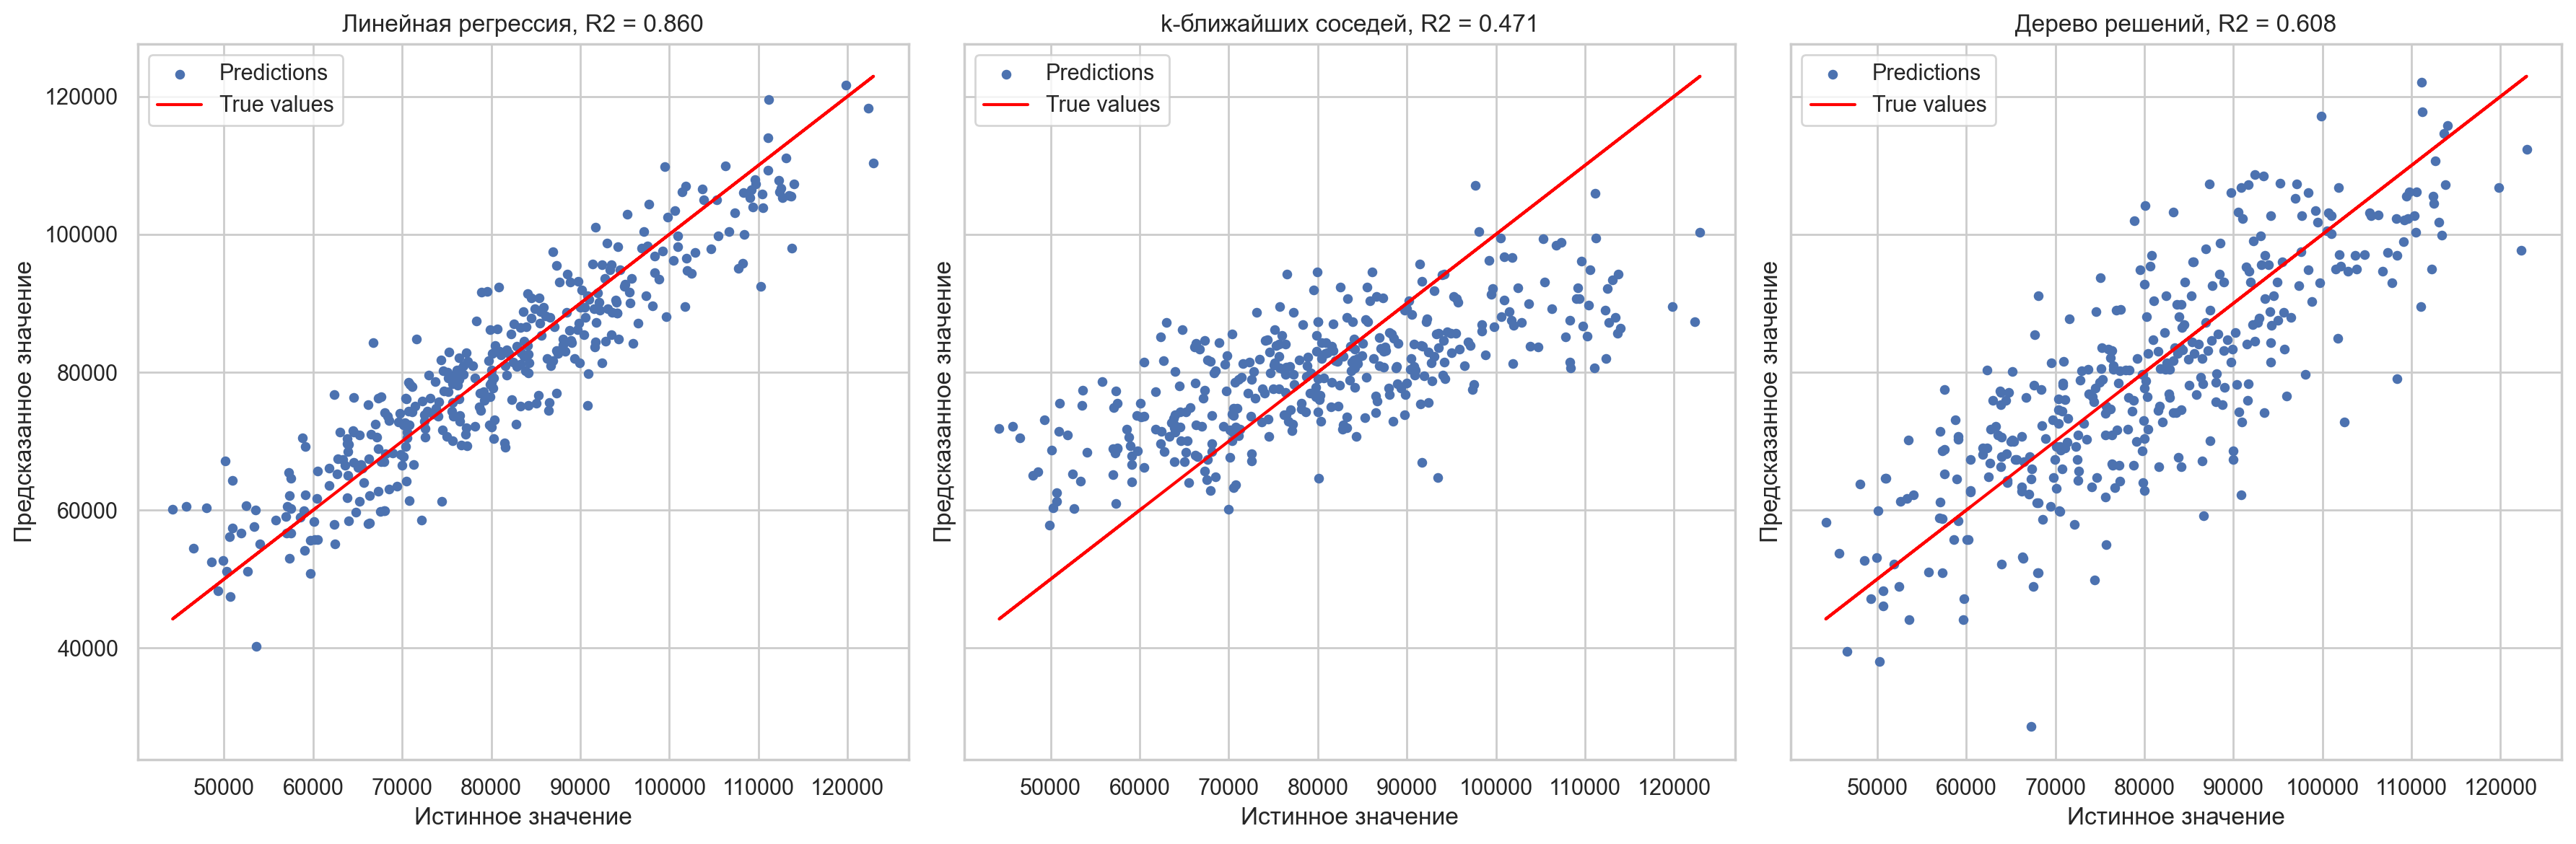 Линейная регрессия, R2 = 0.860
Predictions
True values
120000
100000
80000
60000
40000
Предсказанное значение
50000 60000 70000 80000 90000 100000 110000 120000
Истинное значение
k-ближайших соседей, R2 = 0.471
Predictions
True values
Предсказанное значение
50000 60000 70000 80000 90000 100000 110000 120000
Истинное значение
Дерево решений, R2 = 0.608
Predictions
True values
Предсказанное значение
50000 60000 70000 80000 90000 100000 110000 120000
Истинное значение